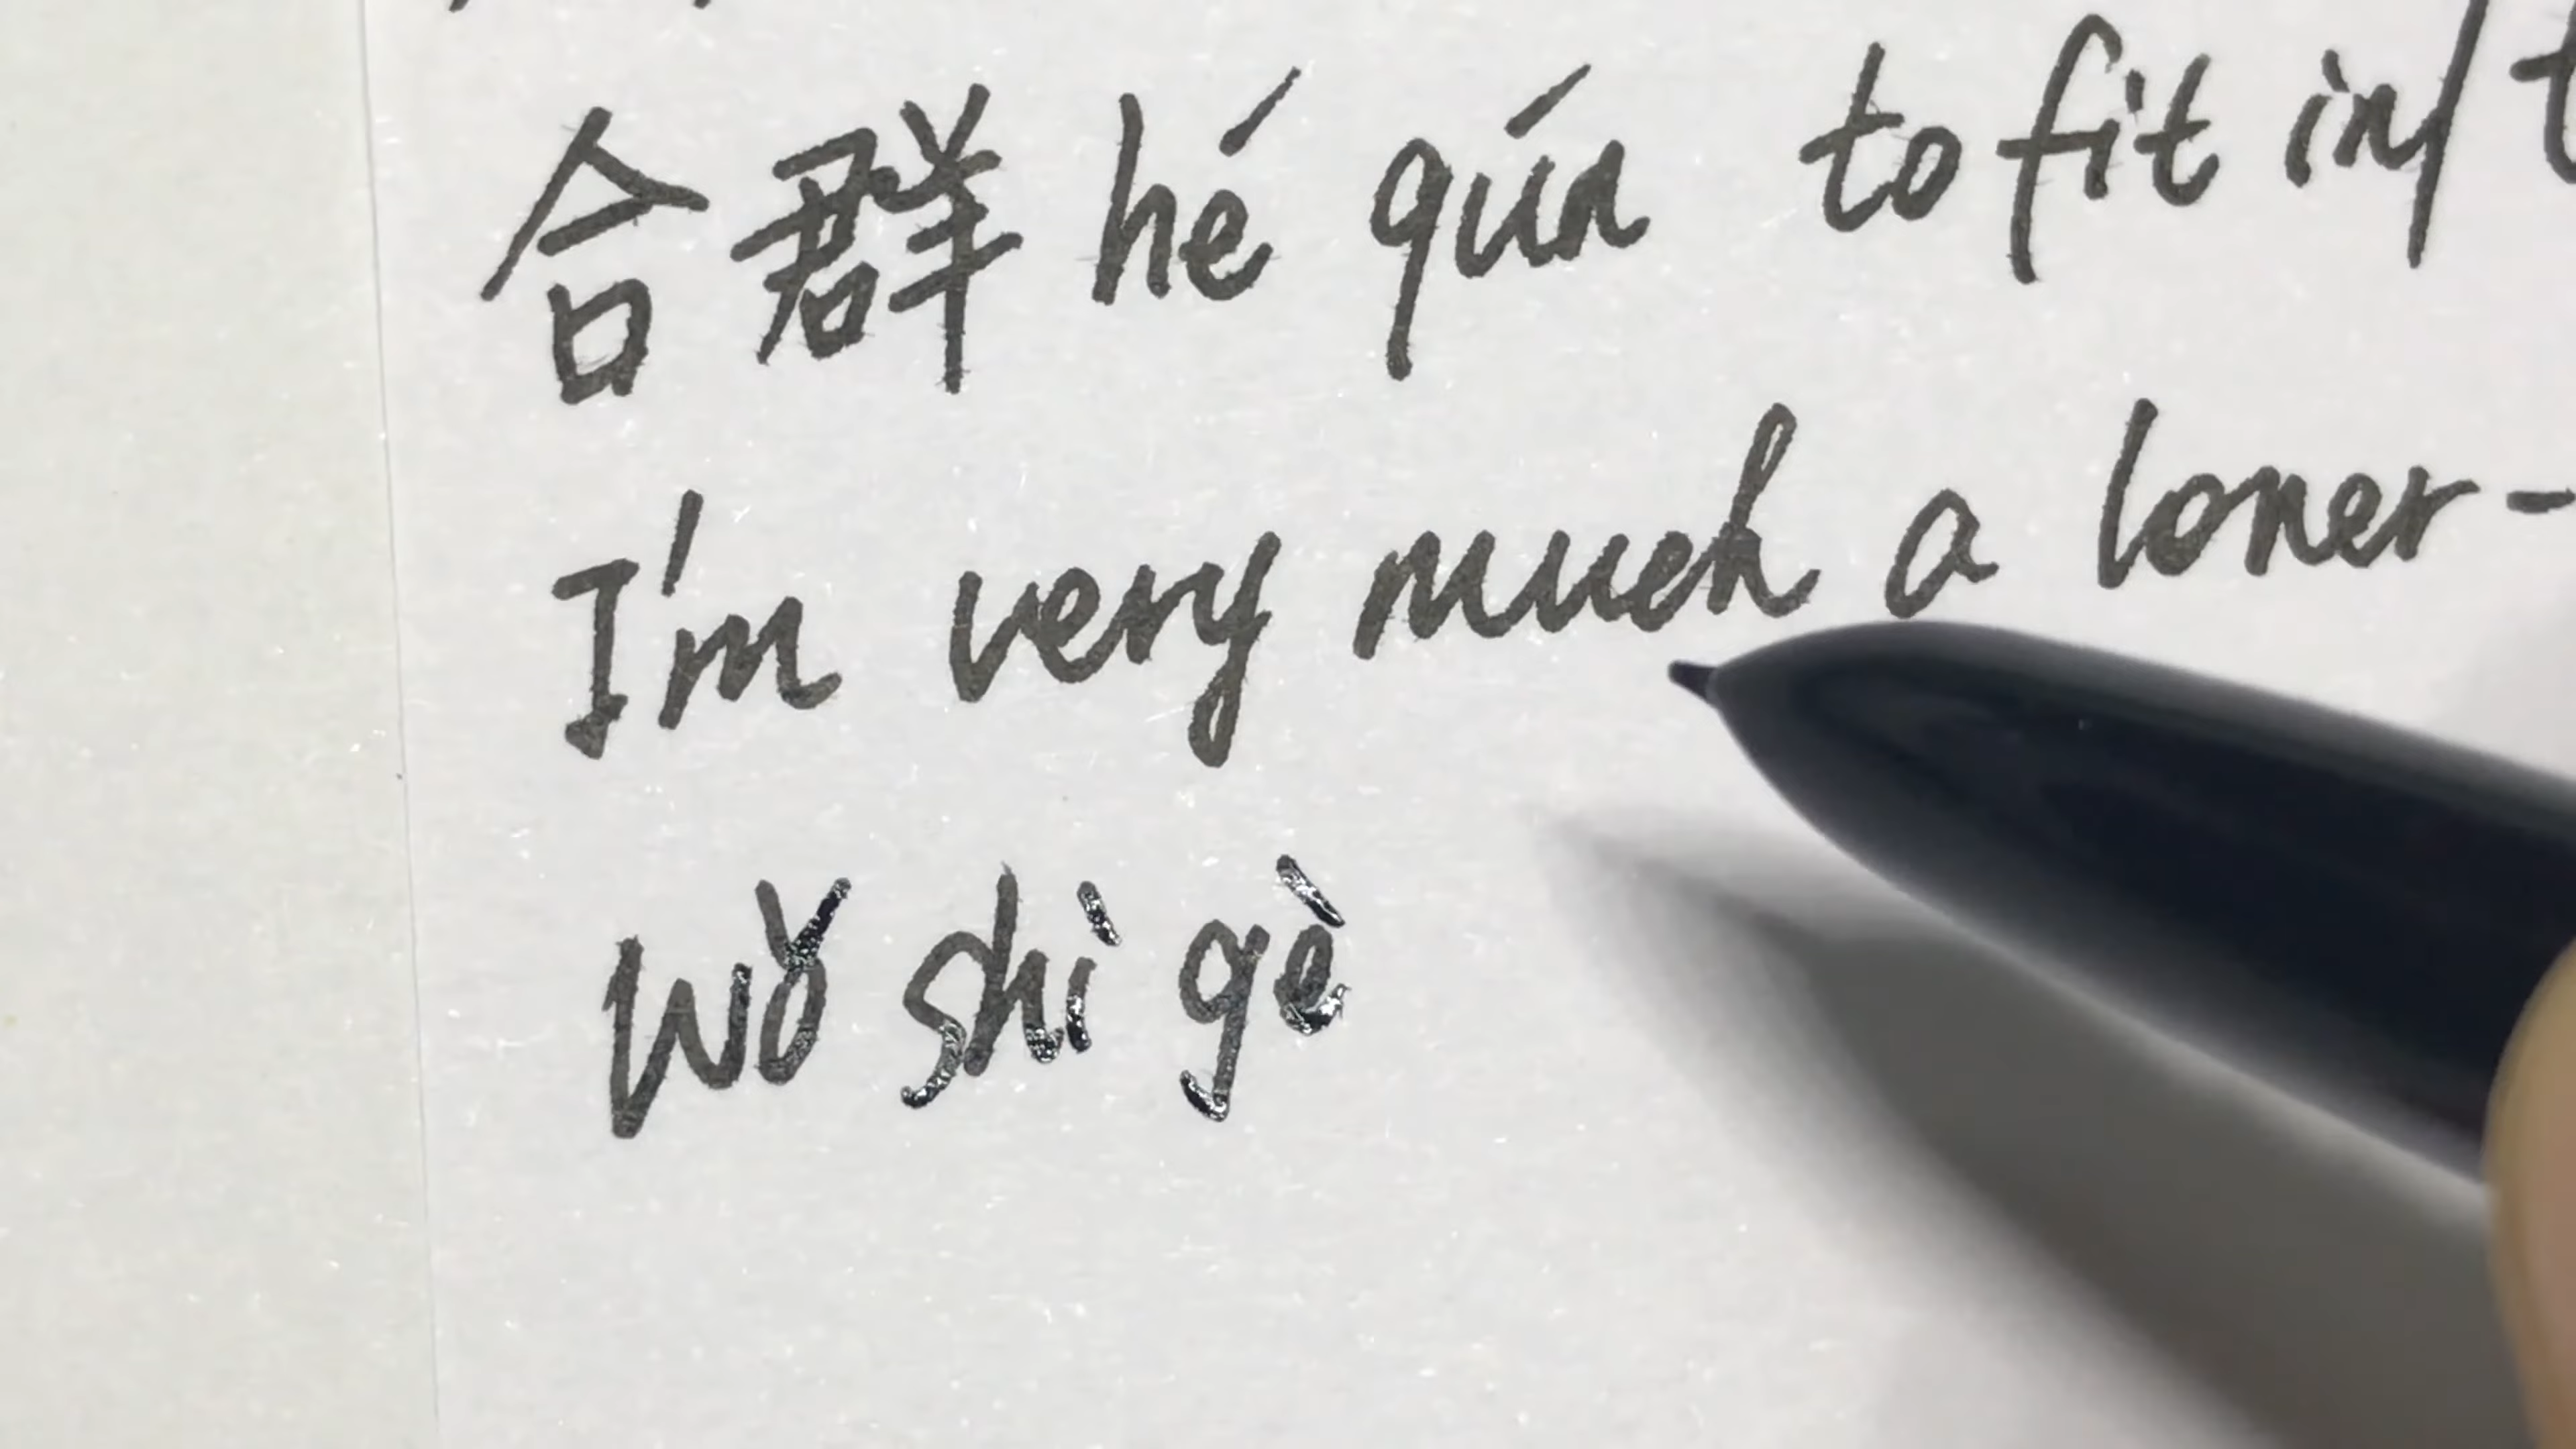 合群 hé qún to fit in/t
I'm very much a loner-
wǒ shì gè